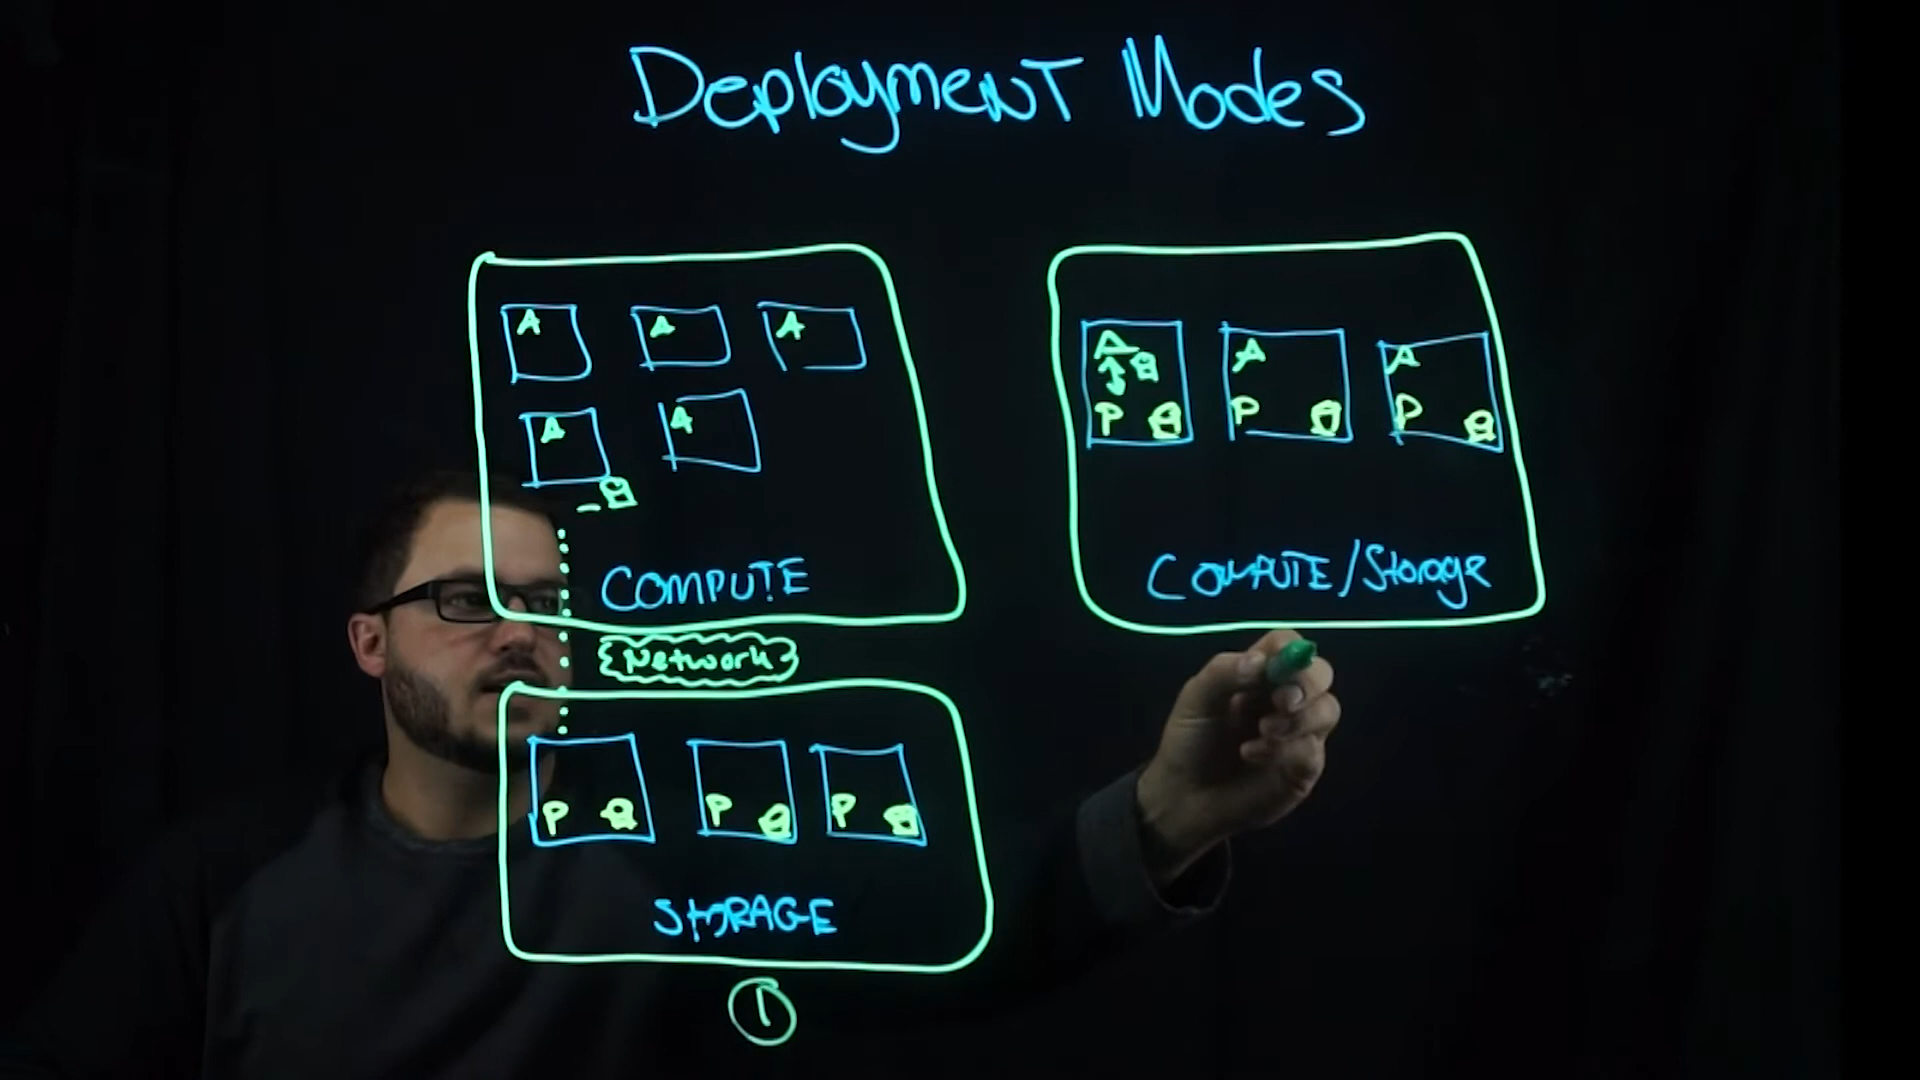 Deployment Modes
A A A
A A
COMPUTE
Network
P P P
STORAGE
1
A A A
P P P
COMPUTE/Storage